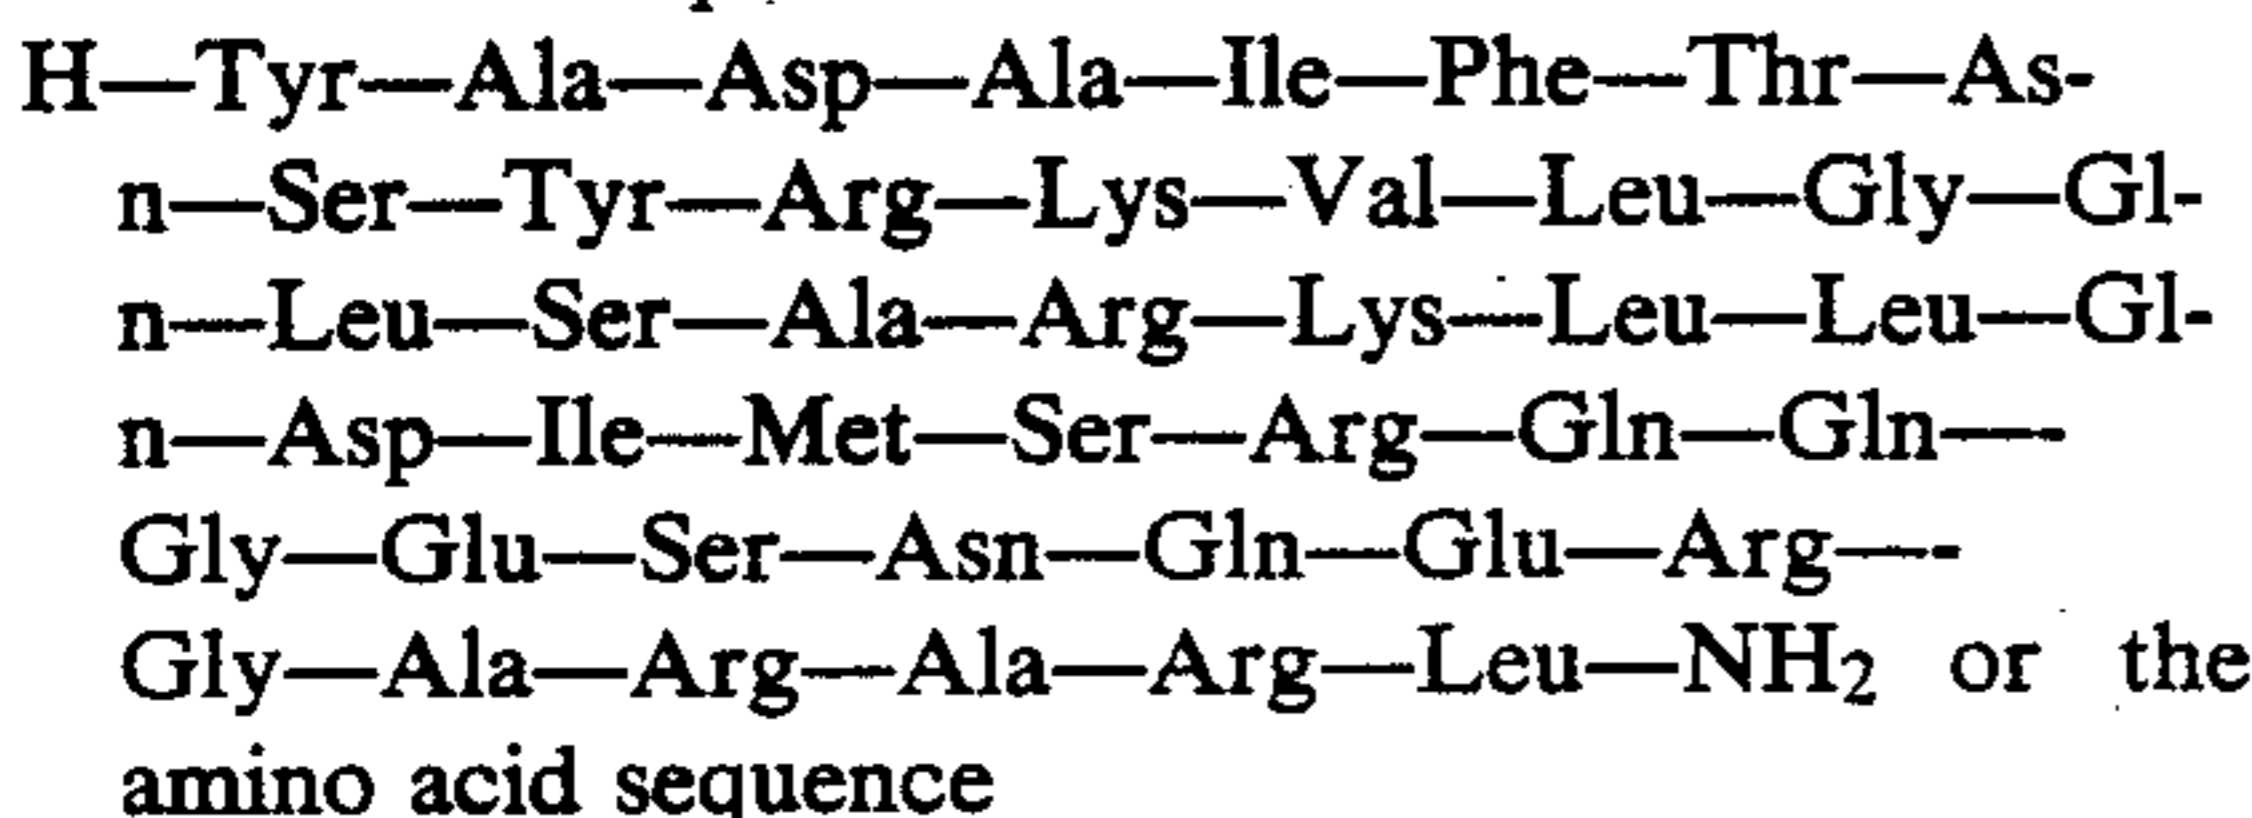 H—Tyr—Ala—Asp—Ala—Ile—Phe—Thr—As-
n—Ser—Tyr—Arg—Lys—Val—Leu—Gly—Gl-
n—Leu—Ser—Ala—Arg—Lys—Leu—Leu—Gl-
n—Asp—Ile—Met—Ser—Arg—Gln—Gln—
Gly—Glu—Ser—Asn—Gln—Glu—Arg—-
Gly—Ala—Arg—Ala—Arg—Leu—NH₂ or the
amino acid sequence